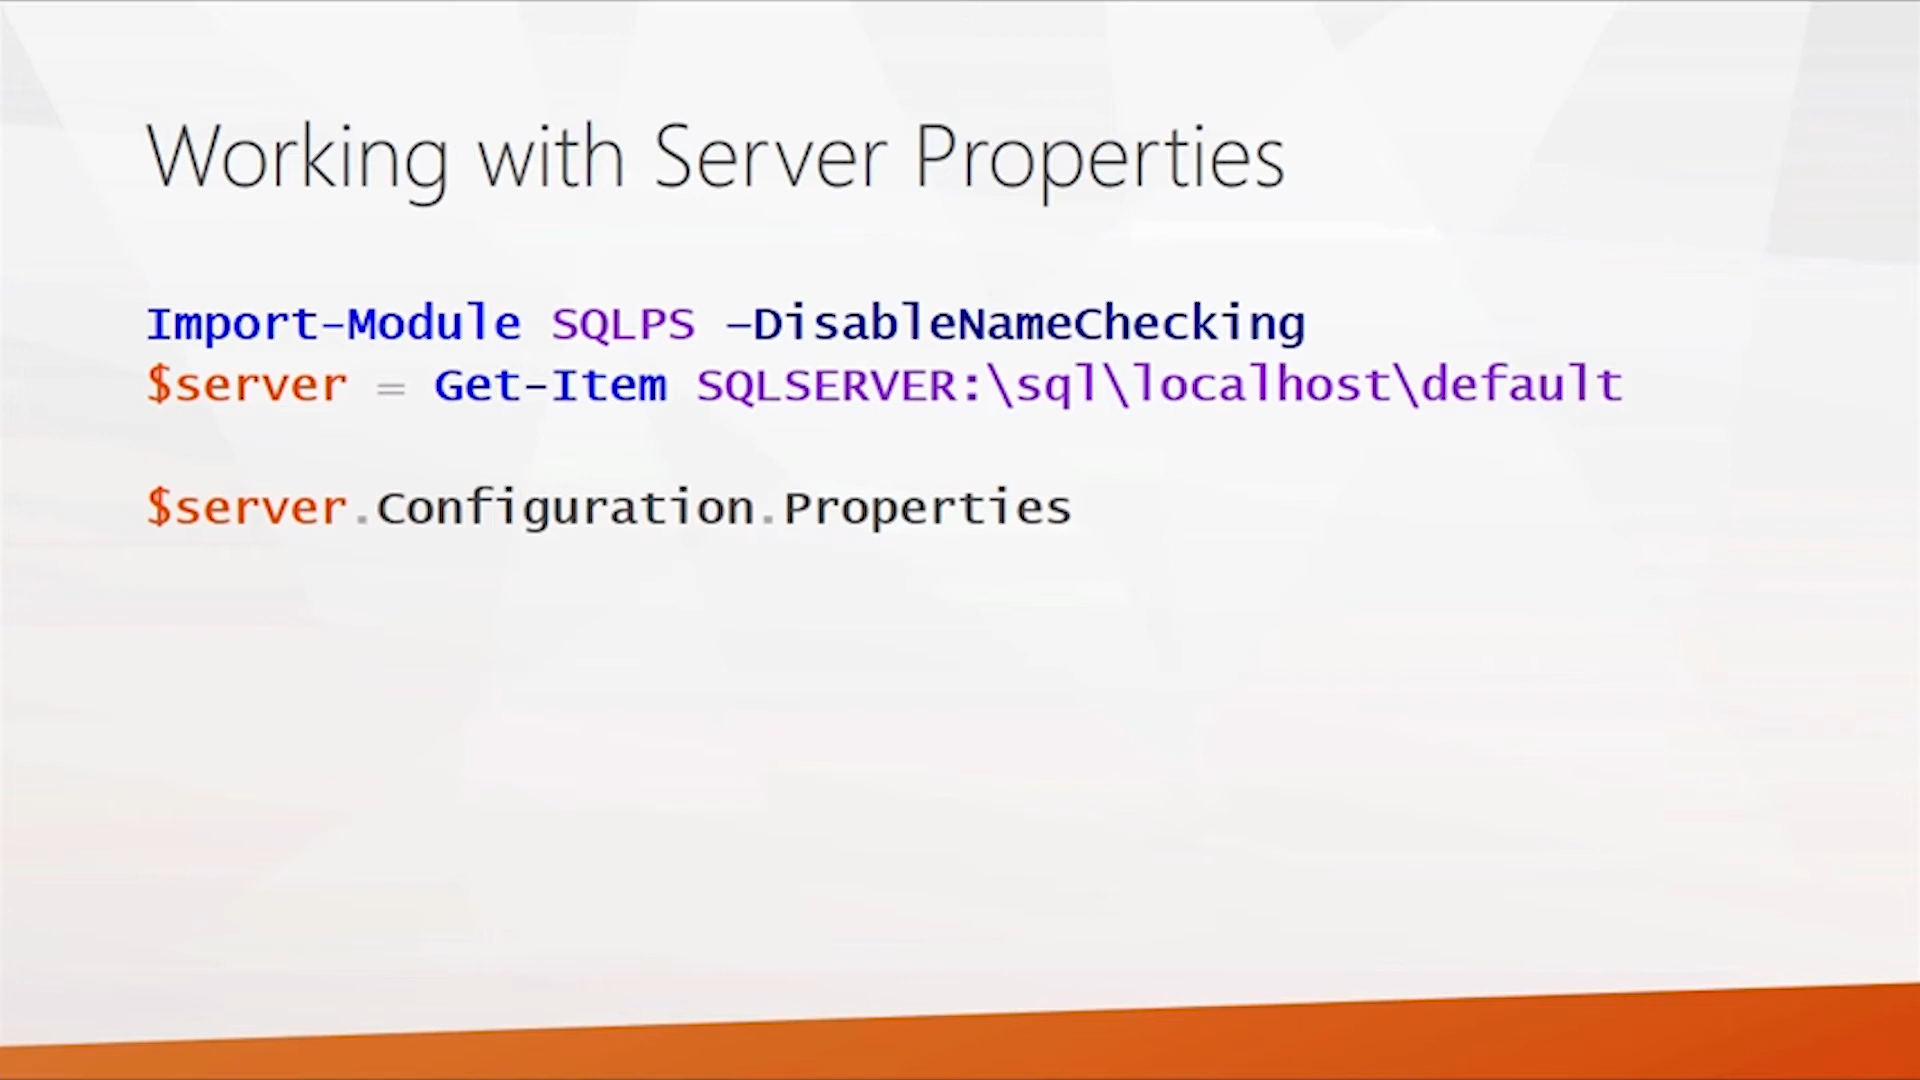 Working with Server Properties
Import-Module SQLPS –DisableNameChecking
$server = Get-Item SQLSERVER:\sql\localhost\default
$server.Configuration.Properties